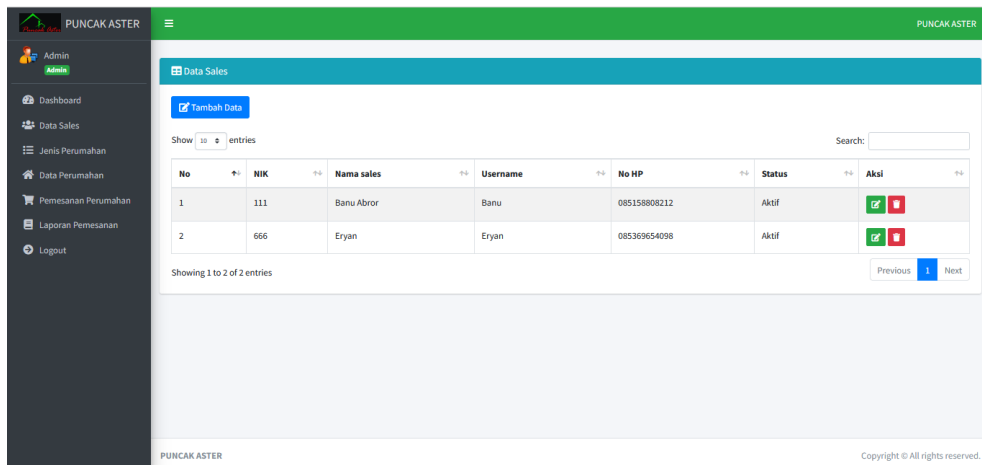 Puncak Aster
PUNCAK ASTER
PUNCAK ASTER
Admin
Admin
Dashboard
Data Sales
Jenis Perumahan
Data Perumahan
Pemesanan Perumahan
Laporan Pemesanan
Logout
Data Sales
Tambah Data
Show 10 entries
Search:
No NIK Nama sales Username No HP Status Aksi
1 111 Banu Abror Banu 085158808212 Aktif
2 666 Eryan Eryan 085369654098 Aktif
Showing 1 to 2 of 2 entries
Previous 1 Next
PUNCAK ASTER
Copyright © All rights reserved.